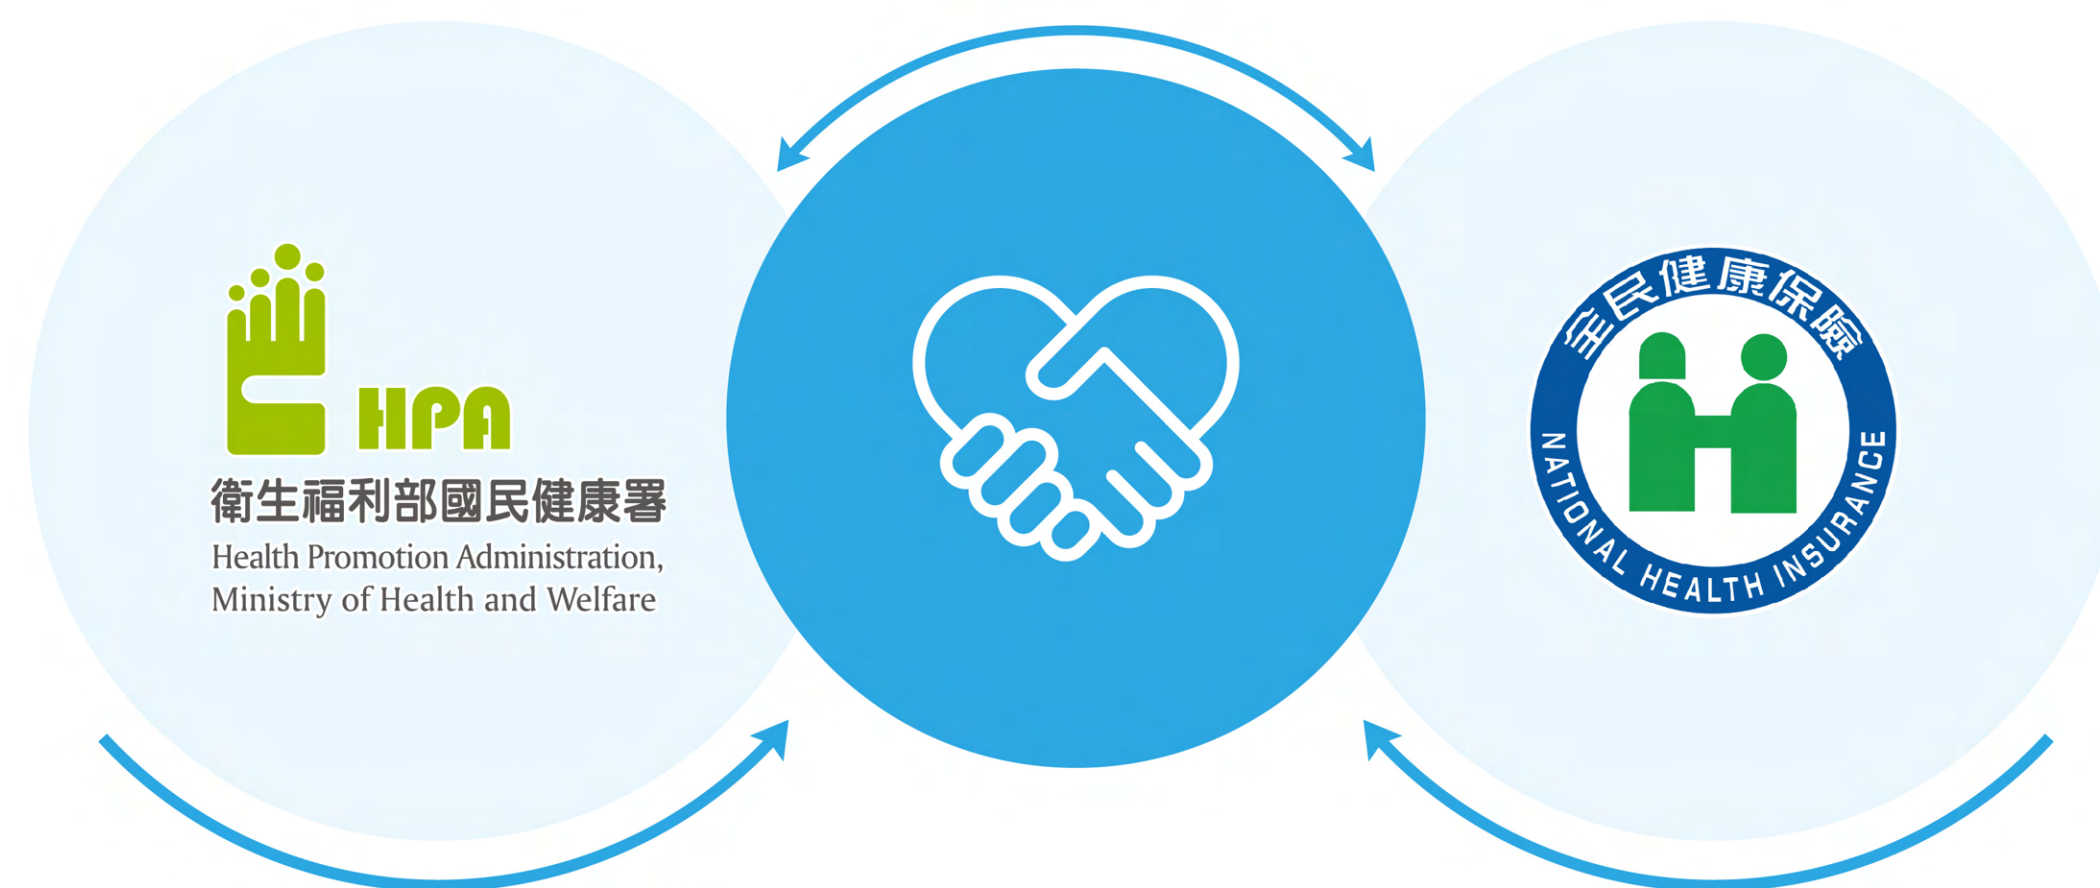 HPA
衛生福利部國民健康署
Health Promotion Administration,
Ministry of Health and Welfare
全民健康保險
NATIONAL HEALTH INSURANCE